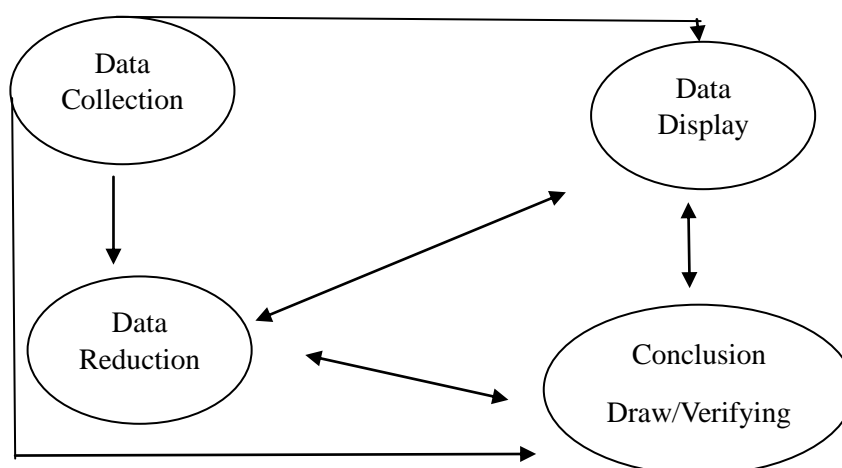 Data
Collection
Data
Display
Data
Reduction
Conclusion
Draw/Verifying